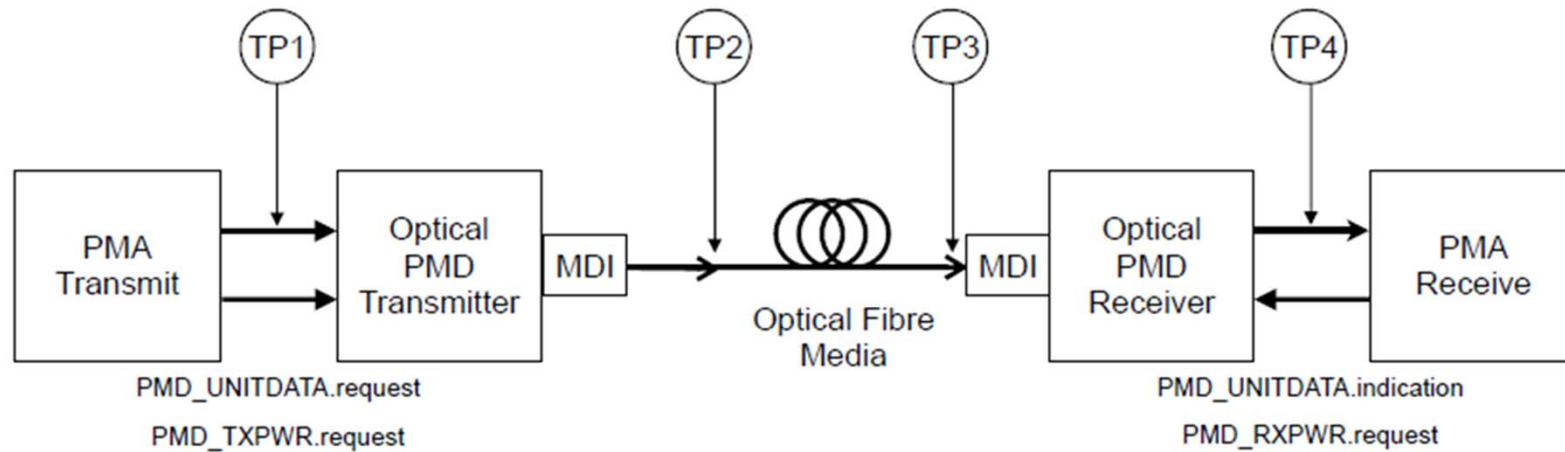 TP1
TP2
TP3
TP4
PMA
Transmit
Optical
PMD
Transmitter
MDI
Optical Fibre
Media
MDI
Optical
PMD
Receiver
PMA
Receive
PMD_UNITDATA.request
PMD_TXPWR.request
PMD_UNITDATA.indication
PMD_RXPWR.request